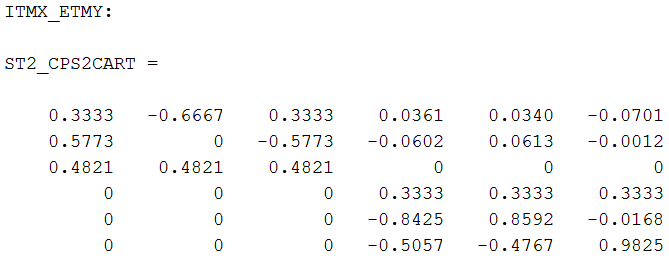 ITMX_ETMY:
ST2_CPS2CART =
0.3333 -0.6667 0.3333 0.0361 0.0340 -0.0701
0.5773 0 -0.5773 -0.0602 0.0613 -0.0012
0.4821 0.4821 0.4821 0 0 0
0 0 0 0.3333 0.3333 0.3333
0 0 0 -0.8425 0.8592 -0.0168
0 0 0 -0.5057 -0.4767 0.9825